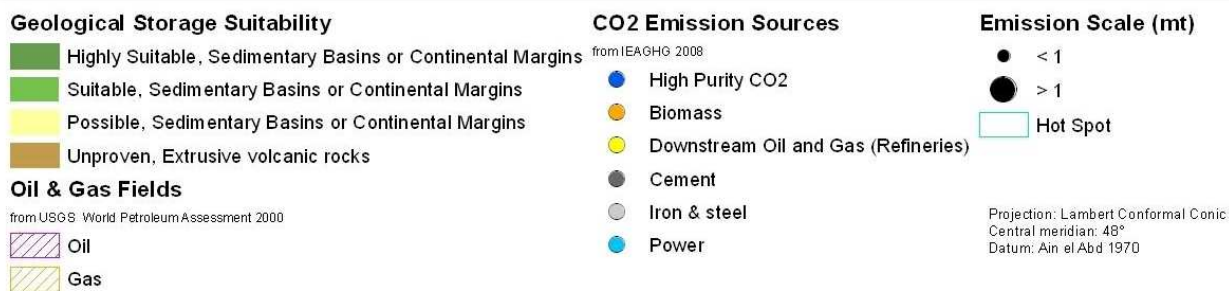 Geological Storage Suitability
Highly Suitable, Sedimentary Basins or Continental Margins
Suitable, Sedimentary Basins or Continental Margins
Possible, Sedimentary Basins or Continental Margins
Unproven, Extrusive volcanic rocks
Oil & Gas Fields
from USGS World Petroleum Assessment 2000
Oil
Gas
CO2 Emission Sources
from IEAGHG 2008
High Purity CO2
Biomass
Downstream Oil and Gas (Refineries)
Cement
Iron & steel
Power
Emission Scale (mt)
< 1
> 1
Hot Spot
Projection: Lambert Conformal Conic
Central meridian: 48°
Datum: Ain el Abd 1970